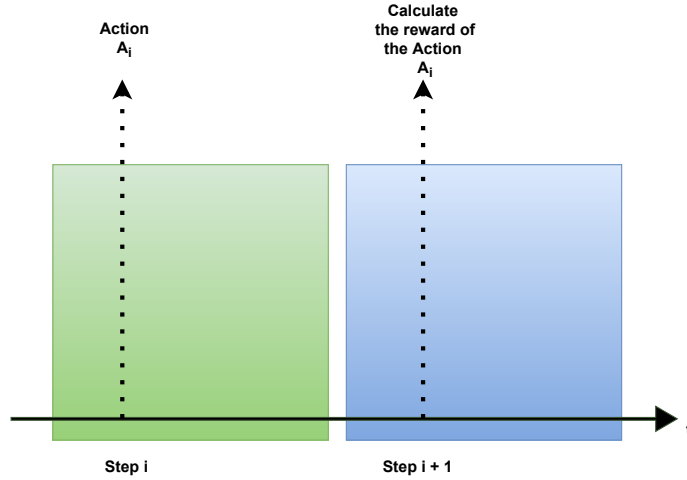 Action
Ai
Calculate
the reward of
the Action
Ai
Step i
Step i + 1